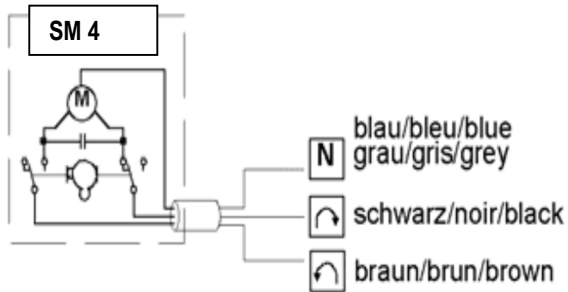 SM 4
M
blau/bleu/blue
N grau/gris/grey
schwarz/noir/black
braun/brun/brown